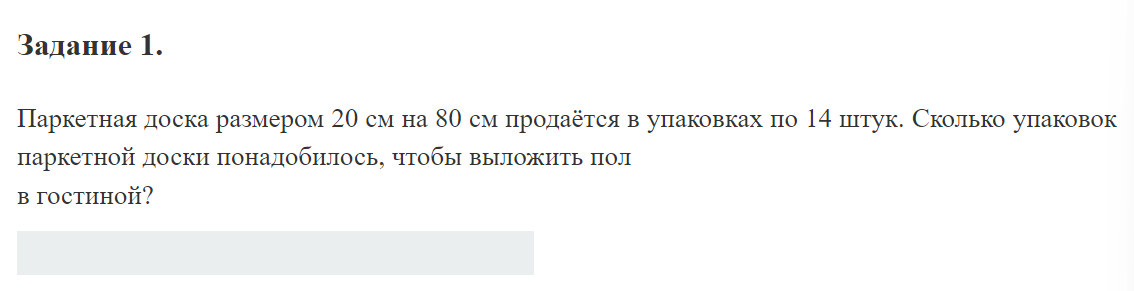 Задание 1.
Паркетная доска размером 20 см на 80 см продаётся в упаковках по 14 штук. Сколько упаковок
паркетной доски понадобилось, чтобы выложить пол
в гостиной?